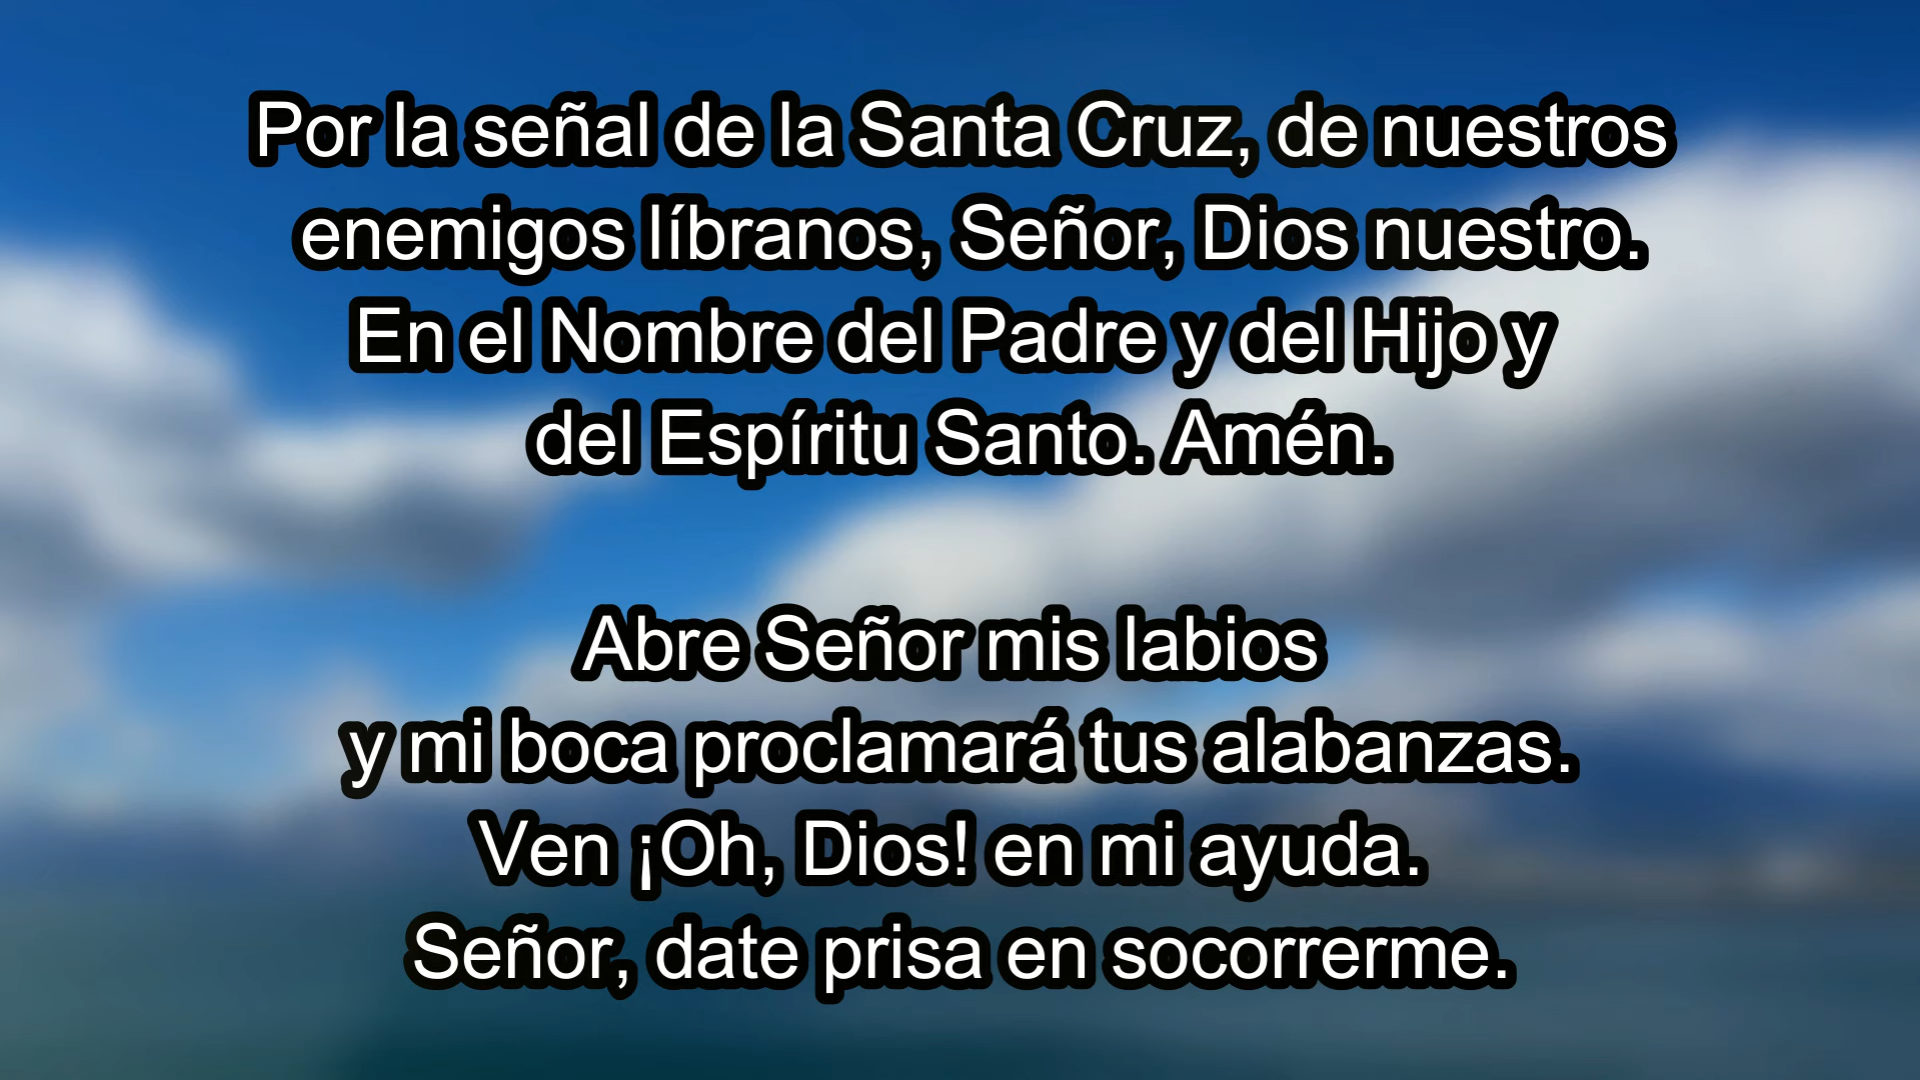 Por la señal de la Santa Cruz, de nuestros
enemigos líbranos, Señor, Dios nuestro.
En el Nombre del Padre y del Hijo y
del Espíritu Santo. Amén.
Abre Señor mis labios
y mi boca proclamará tus alabanzas.
Ven ¡Oh, Dios! en mi ayuda.
Señor, date prisa en socorrerme.